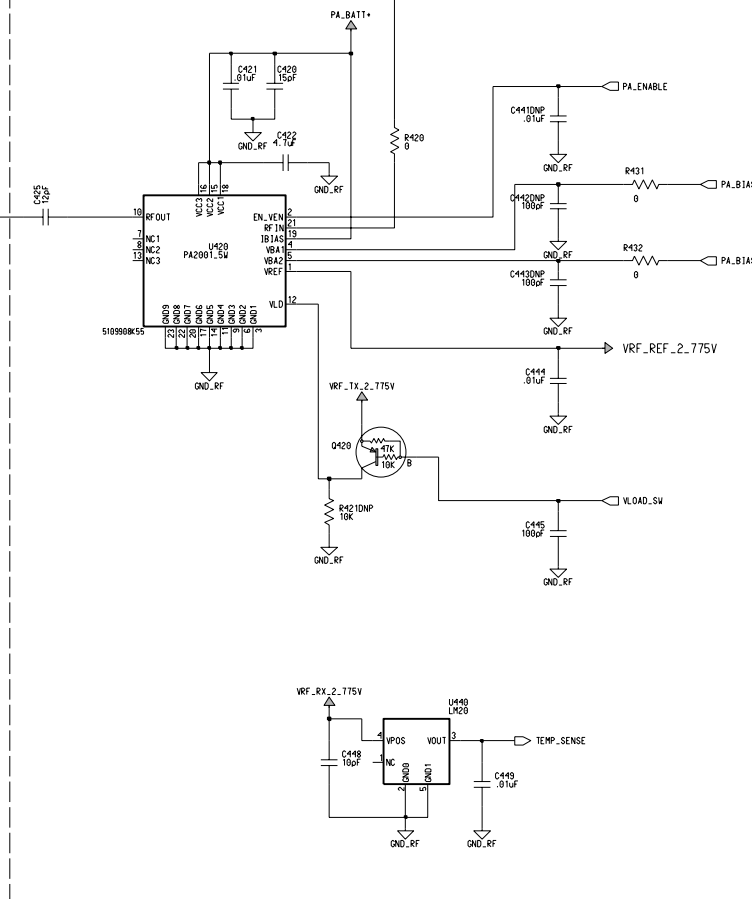 PA_BATT+
C421
.01uF
C420
15pF
GND_RF
C422
4.7uF
GND_RF
R420
0
C441DNP
.01uF
PA_ENABLE
GND_RF
R431
0
PA_BIAS
C442DNP
100pF
GND_RF
R432
0
PA_BIAS
C443DNP
100pF
GND_RF
C425
12pF
16
15
18
VCC3
VCC2
VCC1
10
RFOUT
7
NC1
8
NC2
13
NC3
U420
PA2001_5W
EN_VEN
2
RFIN
21
IBIAS
19
VBA1
4
VBA2
5
VREF
1
VLD
12
GND9
GND8
GND7
GND6
GND5
GND4
GND3
GND2
GND1
23
22
21
20
17
14
11
9
6
3
5109908K55
GND_RF
VRF_REF_2_775V
C444
.01uF
GND_RF
VRF_TX_2_775V
Q420
47K
10K
B
R421DNP
10K
GND_RF
VLOAD_SW
C445
100pF
GND_RF
VRF_RX_2_775V
C448
10pF
U440
LM20
4
VPOS
VOUT
3
1
NC
GND0
GND1
2
5
TEMP_SENSE
C449
.01uF
GND_RF
GND_RF